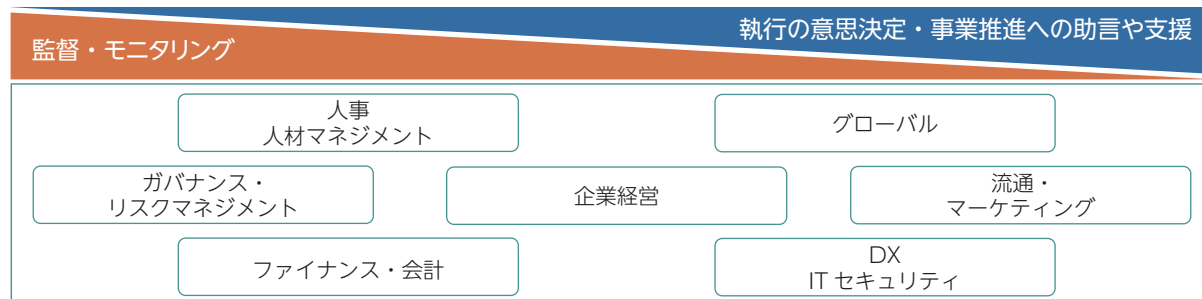 執行の意思決定・事業推進への助言や支援
監督・モニタリング
人事
人材マネジメント
グローバル
ガバナンス・
リスクマネジメント
企業経営
流通・
マーケティング
ファイナンス・会計
DX
IT セキュリティ